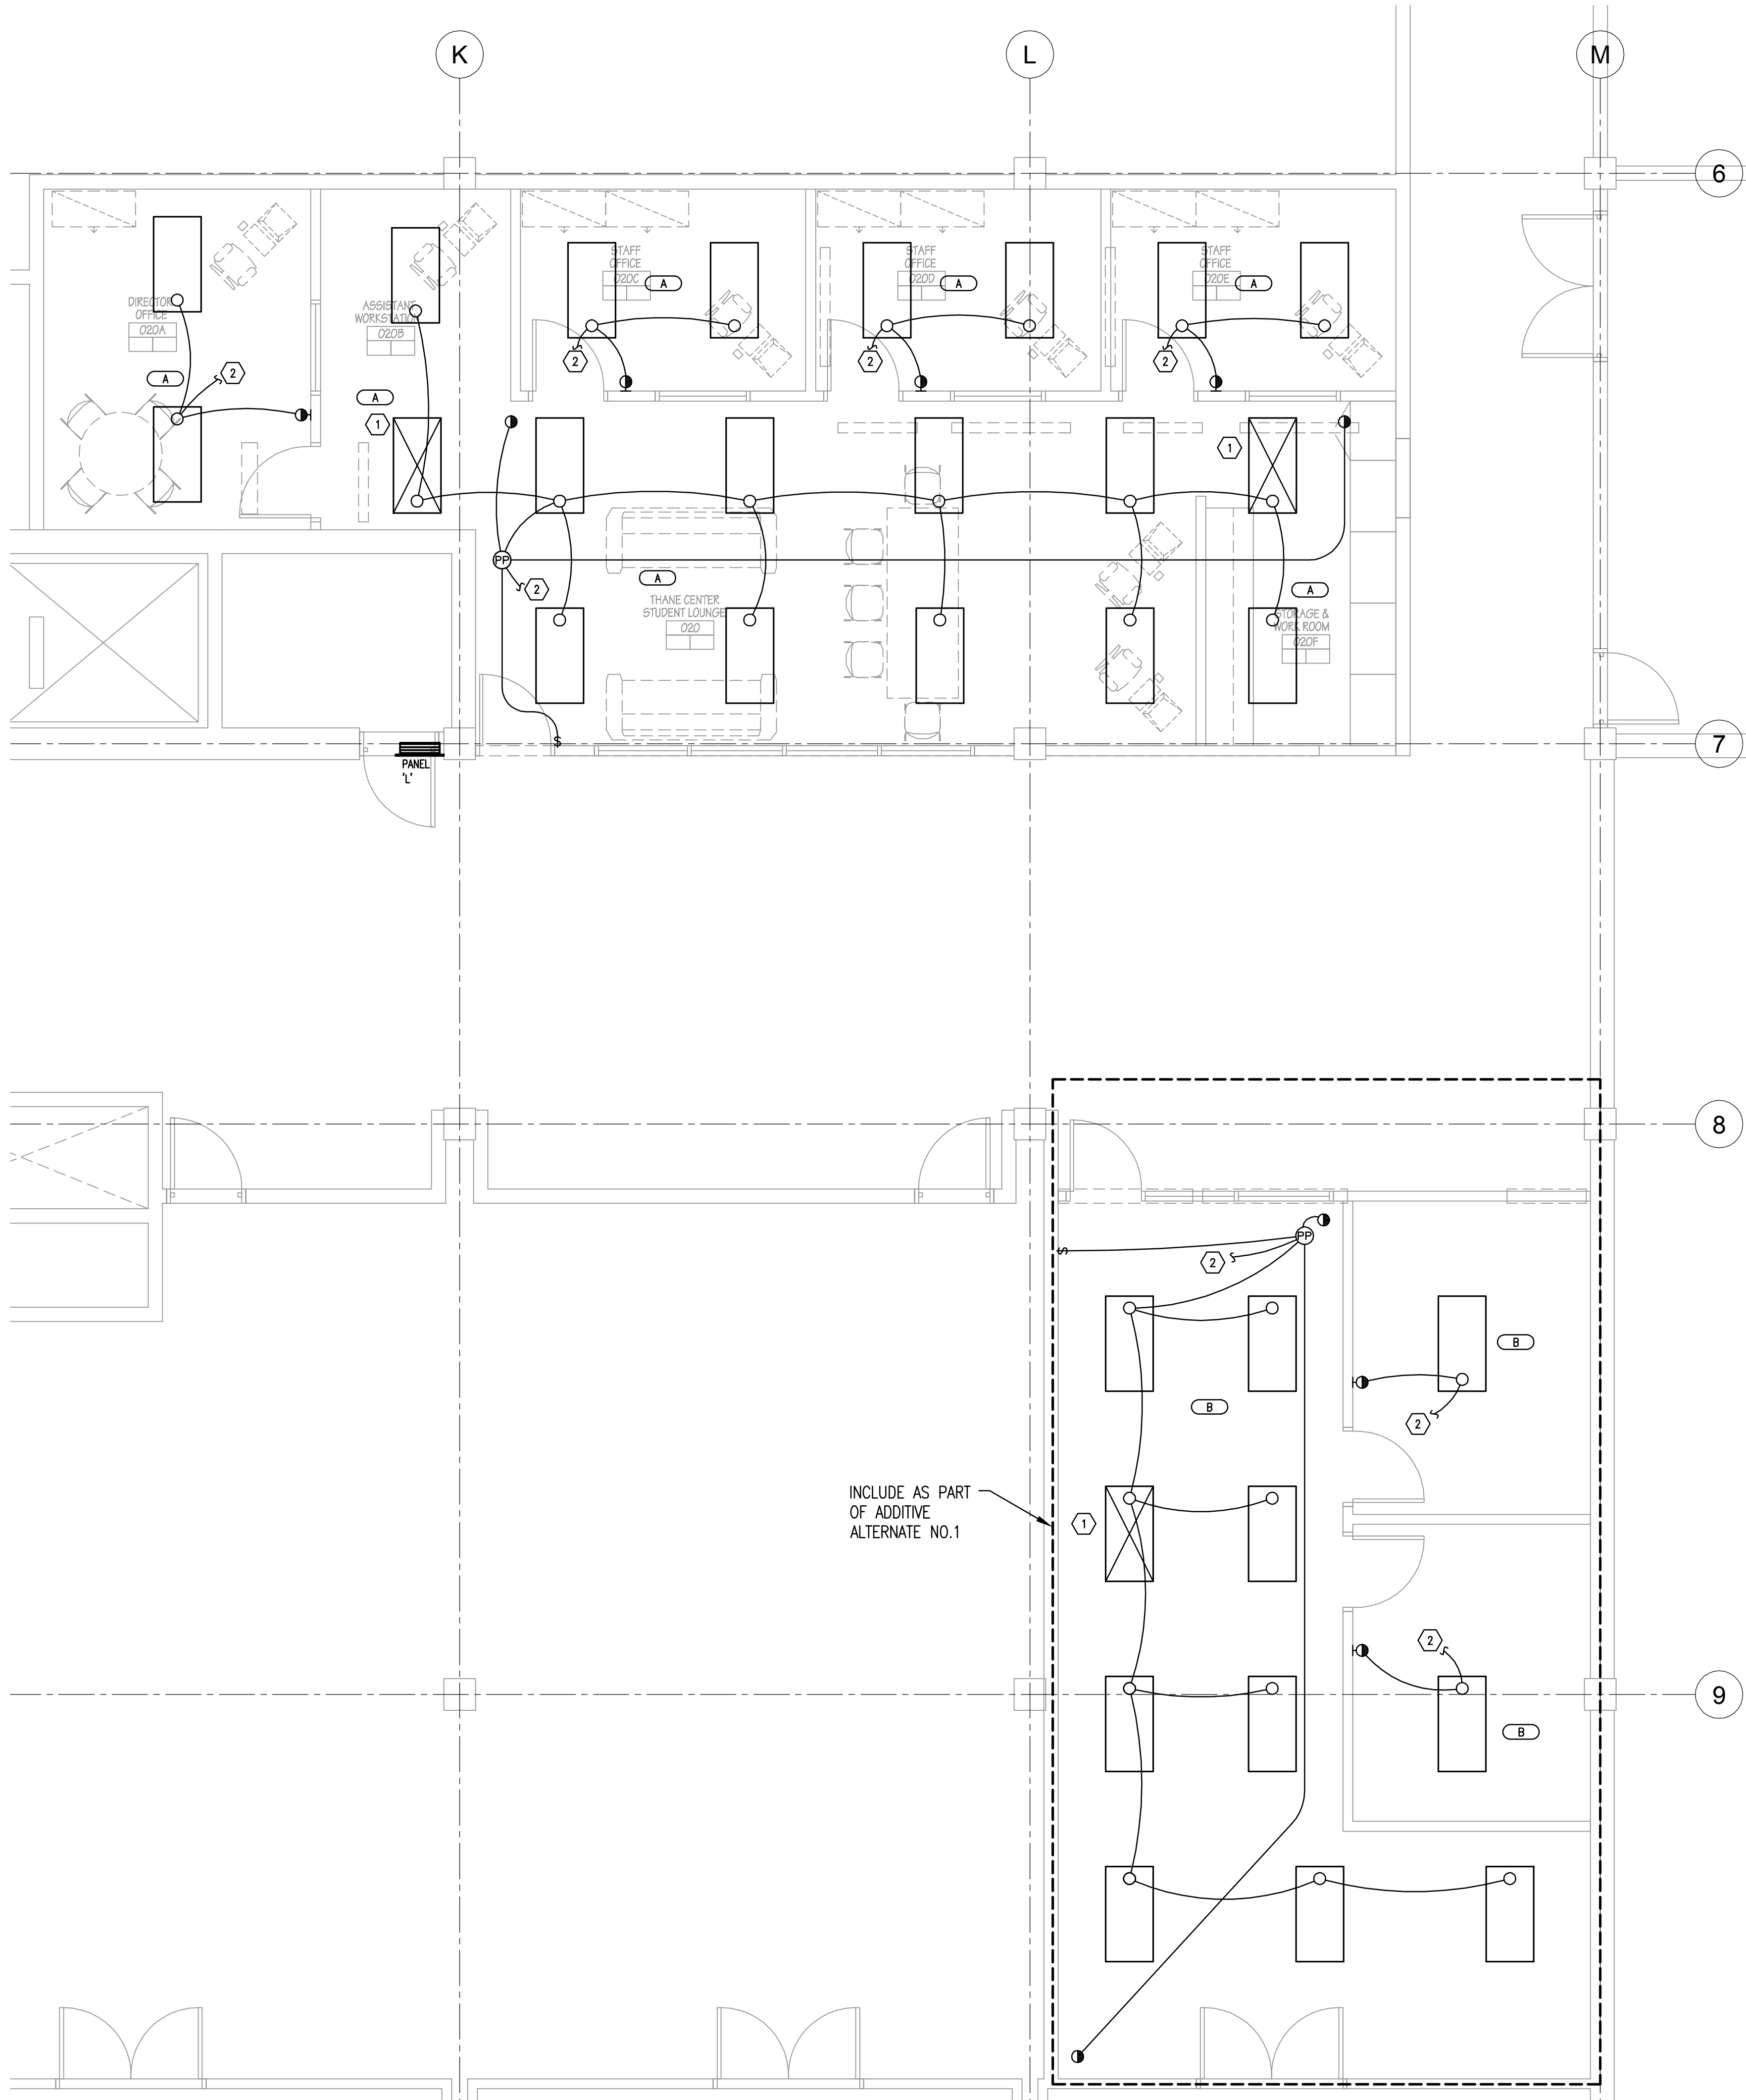 K
L
M
6
DIRECTOR
OFFICE
020A
A
2
ASSISTANT
WORKSTATION
020B
A
1
STAFF
OFFICE
020C
A
2
STAFF
OFFICE
020D
A
2
STAFF
OFFICE
020E
A
2
1
PP
2
A
THANE CENTER
STUDENT LOUNGE
020
A
STORAGE &
WORK ROOM
020F
$
7
PANEL
'L'
8
PP
2
$
B
B
2
INCLUDE AS PART
OF ADDITIVE
ALTERNATE NO.1
1
2
9
B